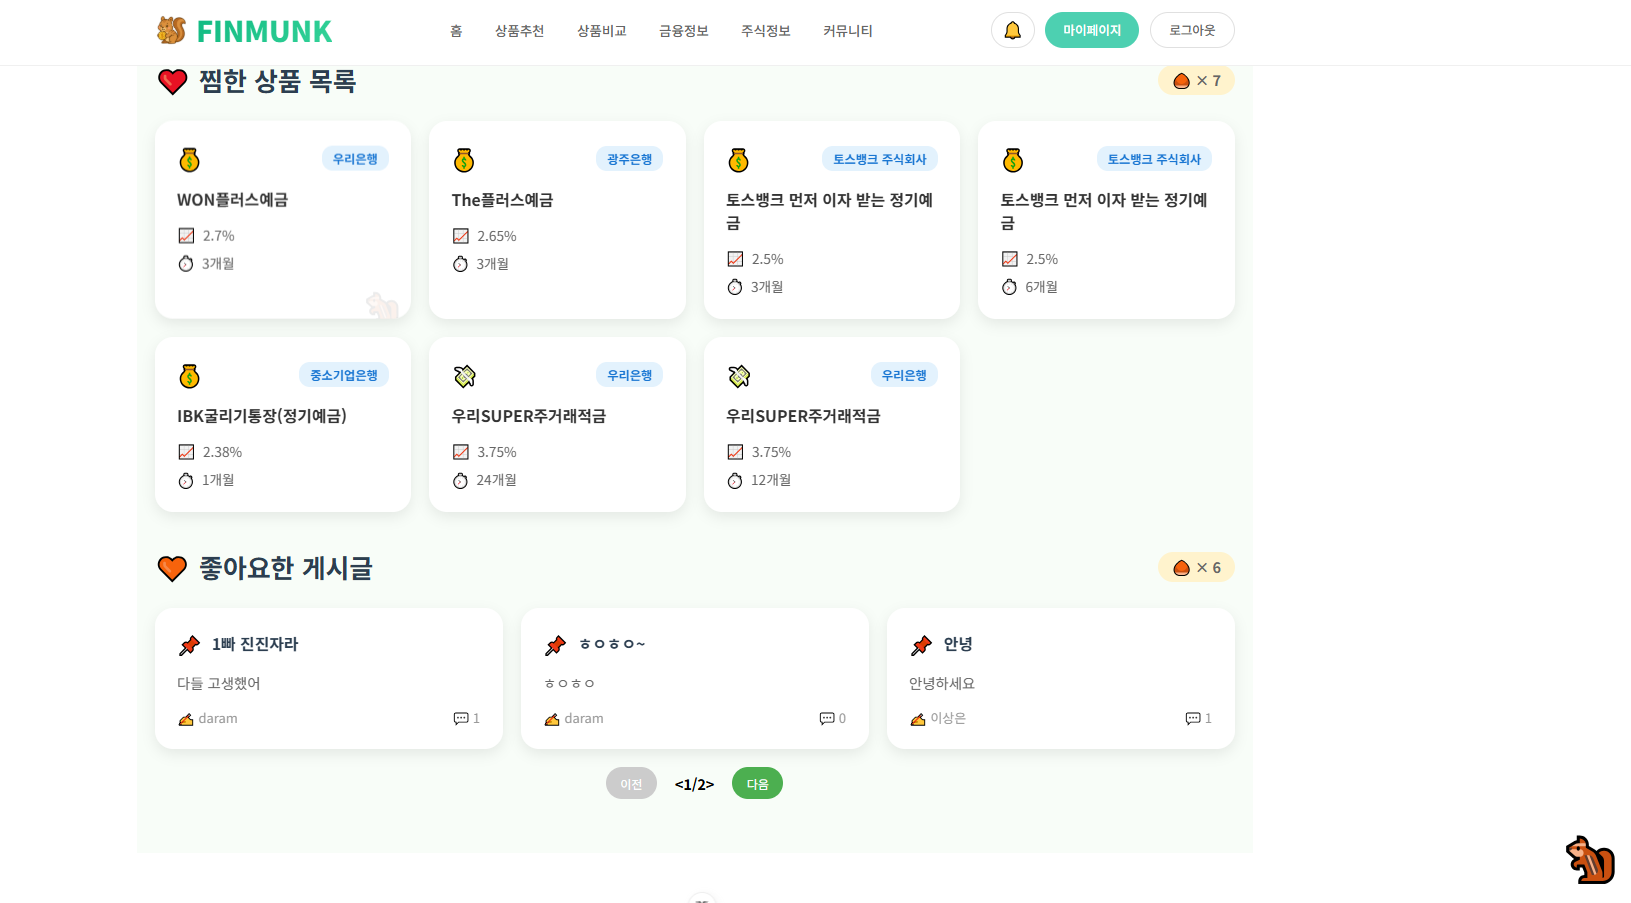 FINMUNK
홈 상품추천 상품비교 금융정보 주식정보 커뮤니티
마이페이지 로그아웃
찜한 상품 목록
× 7
우리은행
WON플러스예금
2.7%
3개월
광주은행
The플러스예금
2.65%
3개월
토스뱅크 주식회사
토스뱅크 먼저 이자 받는 정기예
금
2.5%
3개월
토스뱅크 주식회사
토스뱅크 먼저 이자 받는 정기예
금
2.5%
6개월
중소기업은행
IBK굴리기통장(정기예금)
2.38%
1개월
우리은행
우리SUPER주거래적금
3.75%
24개월
우리은행
우리SUPER주거래적금
3.75%
12개월
좋아요한 게시글
× 6
1빠 진진자라
다들 고생했어
daram 1
ㅎㅇㅎㅇ~
ㅎㅇㅎㅇ
daram 0
안녕
안녕하세요
이상은 1
이전 <1/2> 다음